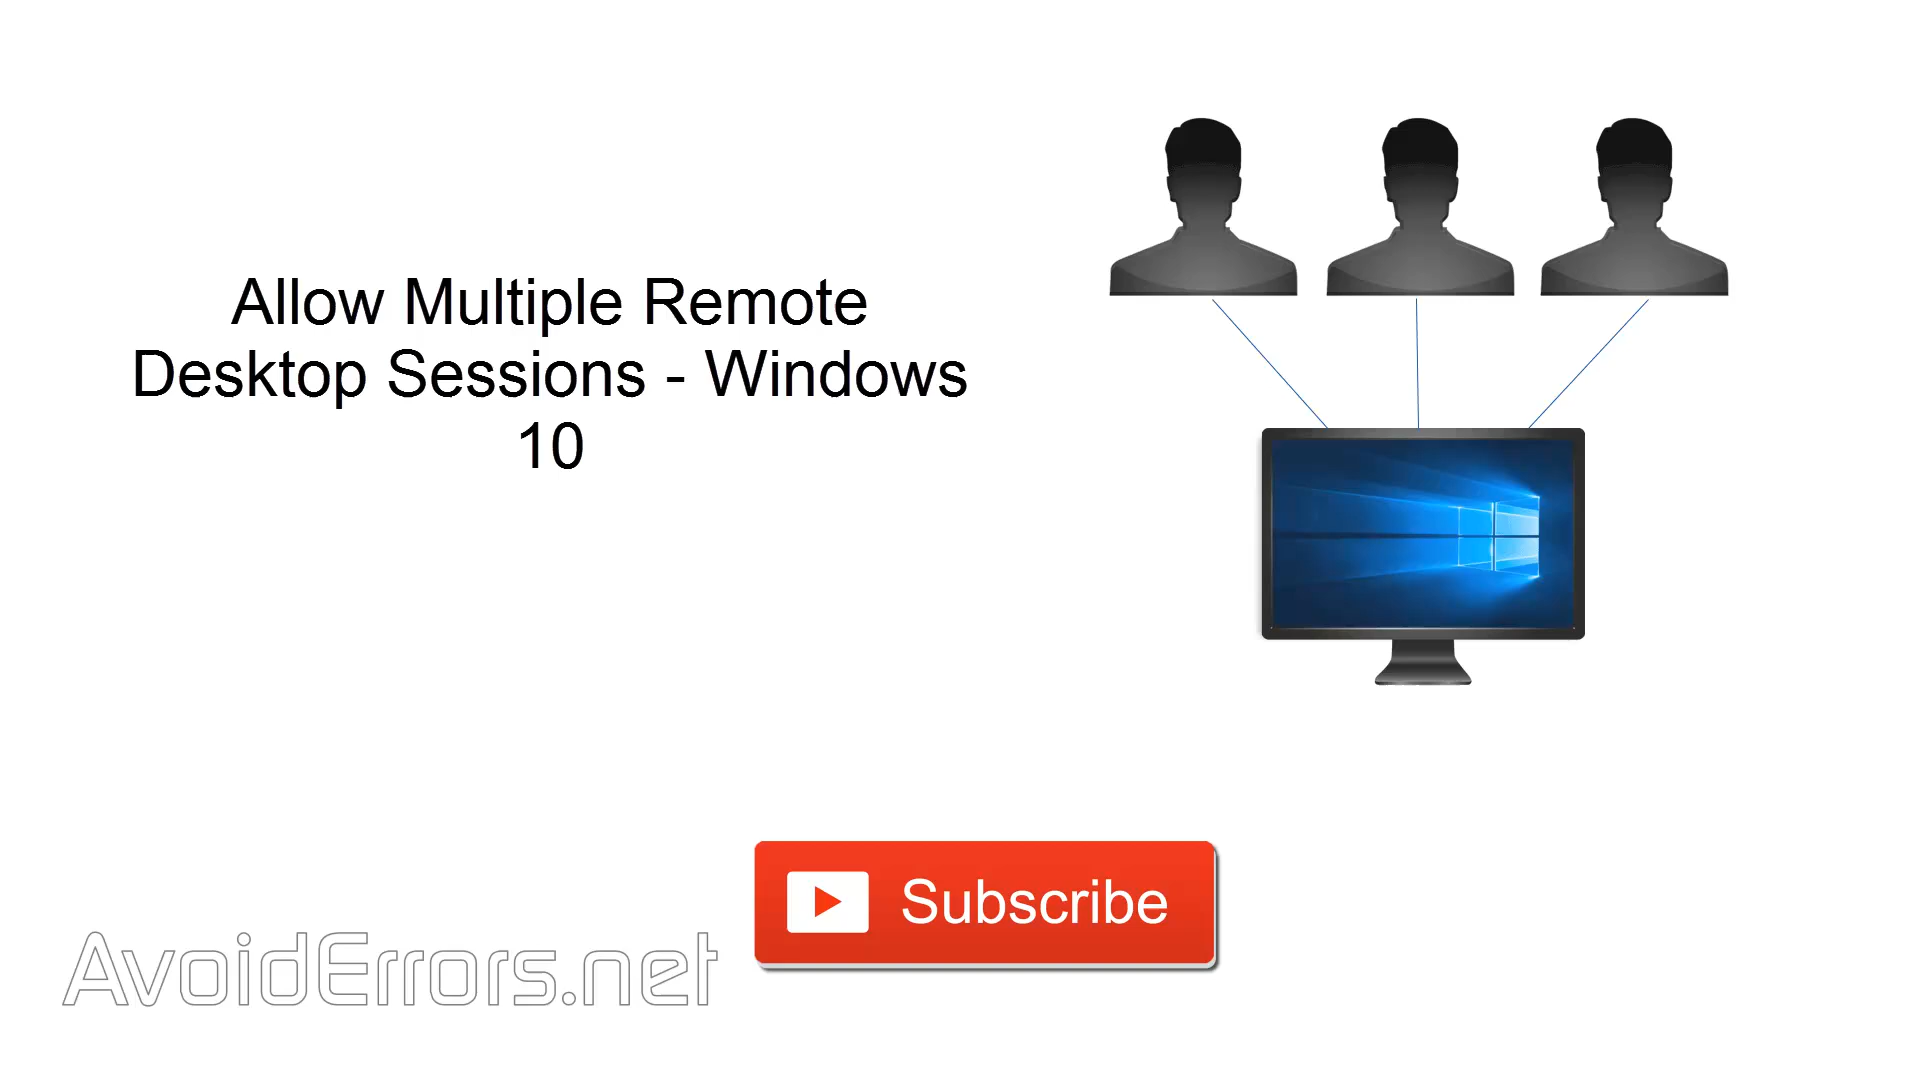 Allow Multiple Remote
Desktop Sessions - Windows
10
Subscribe
AvoidErrors.net